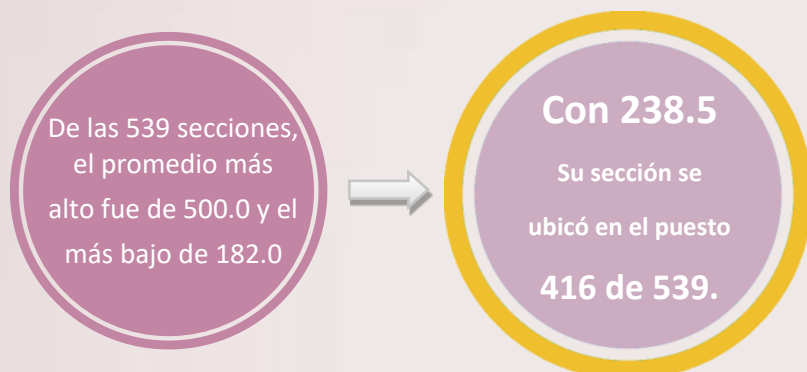 De las 539 secciones,
el promedio más
alto fue de 500.0 y el
más bajo de 182.0
Con 238.5
Su sección se
ubicó en el puesto
416 de 539.